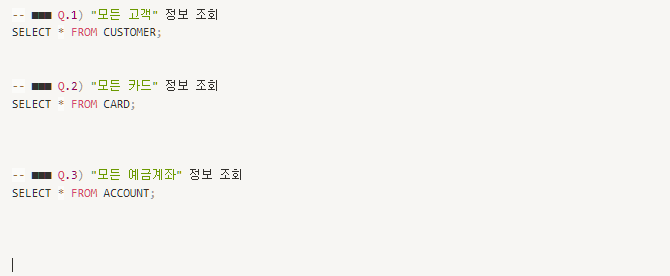 -- ■■■ Q.1) "모든 고객" 정보 조회
SELECT * FROM CUSTOMER;
-- ■■■ Q.2) "모든 카드" 정보 조회
SELECT * FROM CARD;
-- ■■■ Q.3) "모든 예금계좌" 정보 조회
SELECT * FROM ACCOUNT;